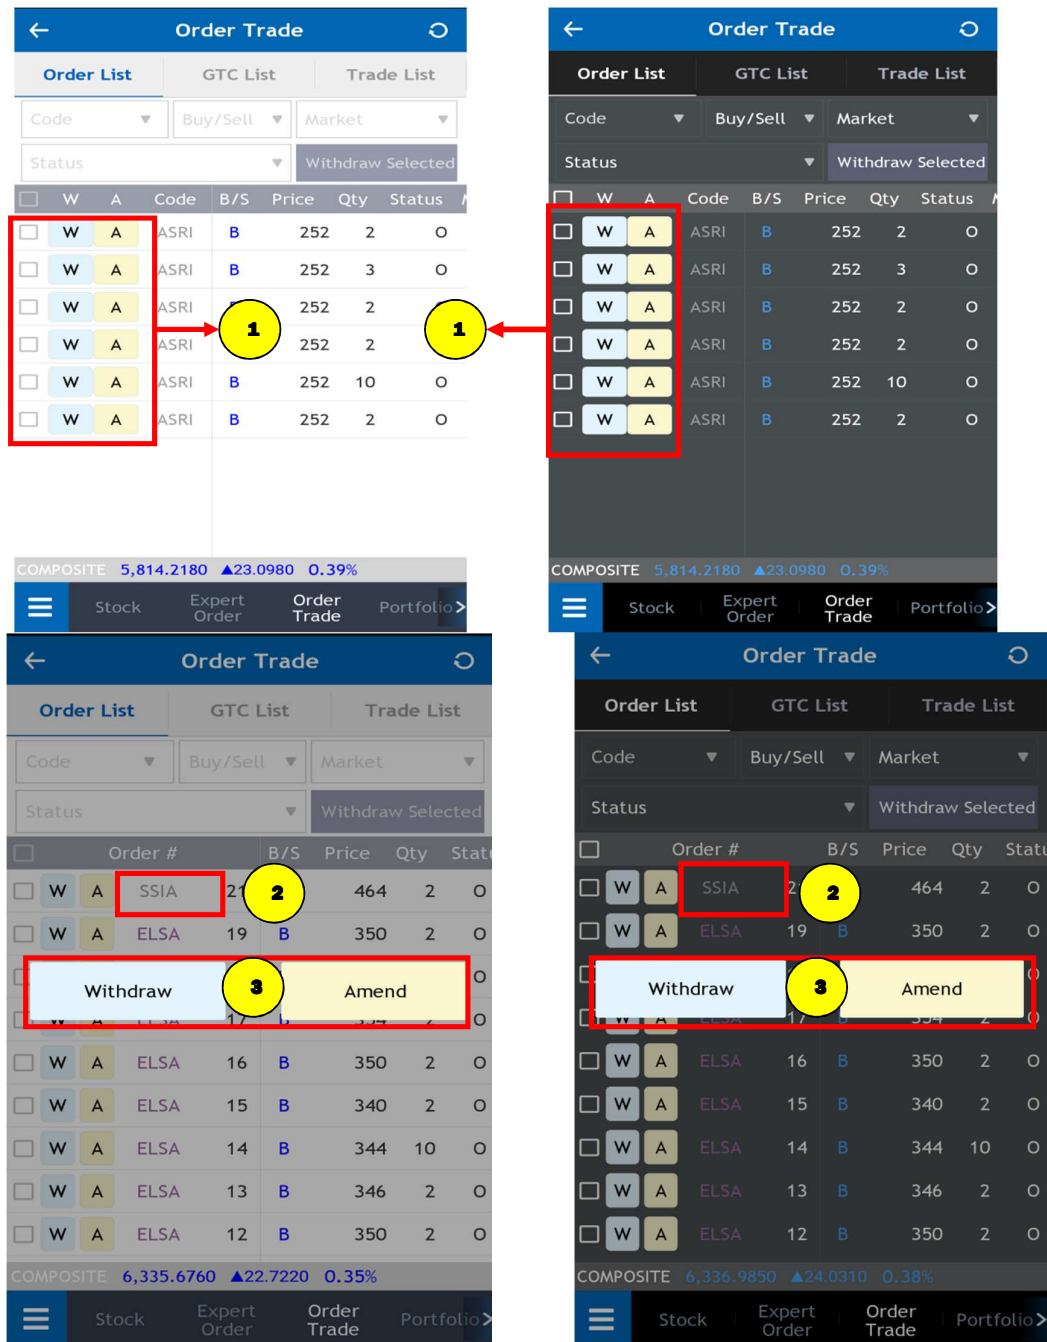 Order Trade
Order List GTC List Trade List
Code Buy/Sell Market
Status Withdraw Selected
W A Code B/S Price Qty Status
W A ASRI B 252 2 O
W A ASRI B 252 3 O
W A ASRI 252 2
W A ASRI 252 2
W A ASRI B 252 10 O
W A ASRI B 252 2 O
1
COMPOSITE 5,814.2180 ▲23.0980 0.39%
Stock Expert Order Order Trade Portfolio >
Order Trade
Order List GTC List Trade List
Code Buy/Sell Market
Status Withdraw Selected
W A Code B/S Price Qty Status
W A ASRI B 252 2 O
W A ASRI B 252 3 O
W A ASRI B 252 2 O
W A ASRI B 252 2 O
W A ASRI B 252 10 O
W A ASRI B 252 2 O
1
COMPOSITE 5,814.2180 ▲23.0980 0.39%
Stock Expert Order Order Trade Portfolio >
Order Trade
Order List GTC List Trade List
Code Buy/Sell Market
Status Withdraw Selected
Order # B/S Price Qty Statu
W A SSIA 21 2 464 2 O
W A ELSA 19 B 350 2 O
Withdraw 3 Amend O
W A ELSA 17 B 354 2 O
W A ELSA 16 B 350 2 O
W A ELSA 15 B 340 2 O
W A ELSA 14 B 344 10 O
W A ELSA 13 B 346 2 O
W A ELSA 12 B 350 2 O
COMPOSITE 6,335.6760 ▲22.7220 0.35%
Stock Expert Order Order Trade Portfolio >
Order Trade
Order List GTC List Trade List
Code Buy/Sell Market
Status Withdraw Selected
Order # B/S Price Qty Statu
W A SSIA 2 2 464 2 O
W A ELSA 19 B 350 2 O
Withdraw 3 Amend O
W A ELSA 17 B 354 2 O
W A ELSA 16 B 350 2 O
W A ELSA 15 B 340 2 O
W A ELSA 14 B 344 10 O
W A ELSA 13 B 346 2 O
W A ELSA 12 B 350 2 O
COMPOSITE 6,336.9850 ▲24.0310 0.38%
Stock Expert Order Order Trade Portfolio >